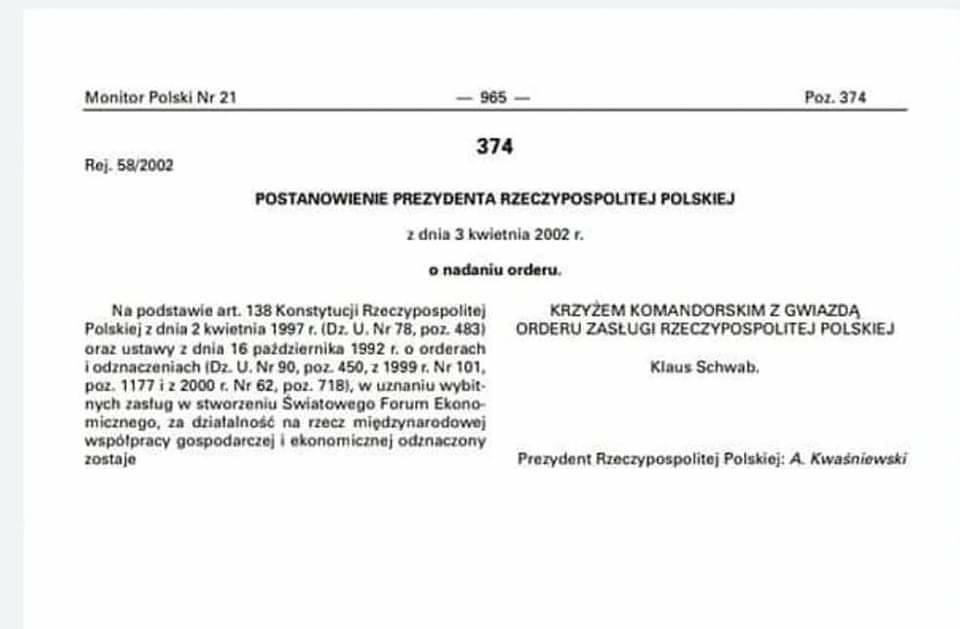 Monitor Polski Nr 21 — 965 — Poz. 374
374
Rej. 58/2002
POSTANOWIENIE PREZYDENTA RZECZYPOSPOLITEJ POLSKIEJ
z dnia 3 kwietnia 2002 r.
o nadaniu orderu.
Na podstawie art. 138 Konstytucji Rzeczypospolitej
Polskiej z dnia 2 kwietnia 1997 r. (Dz. U. Nr 78, poz. 483)
oraz ustawy z dnia 16 października 1992 r. o orderach
i odznaczeniach (Dz. U. Nr 90, poz. 450, z 1999 r. Nr 101,
poz. 1177 i z 2000 r. Nr 62, poz. 718), w uznaniu wybit-
nych zasług w stworzeniu Światowego Forum Ekono-
micznego, za działalność na rzecz międzynarodowej
współpracy gospodarczej i ekonomicznej odznaczony
zostaje
KRZYŻEM KOMANDORSKIM Z GWIAZDĄ
ORDERU ZASŁUGI RZECZYPOSPOLITEJ POLSKIEJ
Klaus Schwab.
Prezydent Rzeczypospolitej Polskiej: A. Kwaśniewski